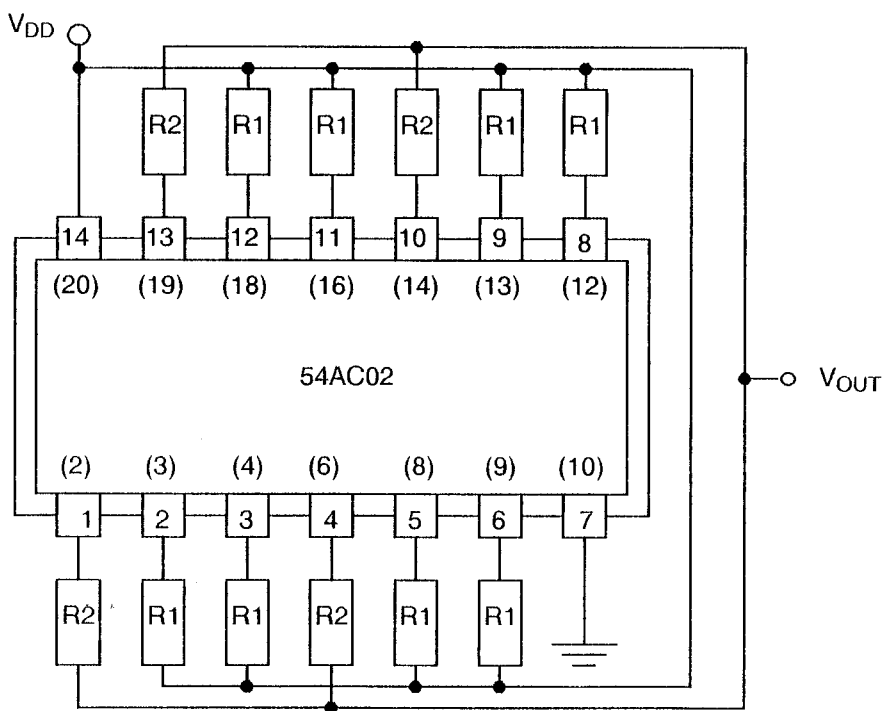 VDD
R2 R1 R1 R2 R1 R1
14 13 12 11 10 9 8
(20) (19) (18) (16) (14) (13) (12)
54AC02
VOUT
(2) (3) (4) (6) (8) (9) (10)
1 2 3 4 5 6 7
R2 R1 R1 R2 R1 R1